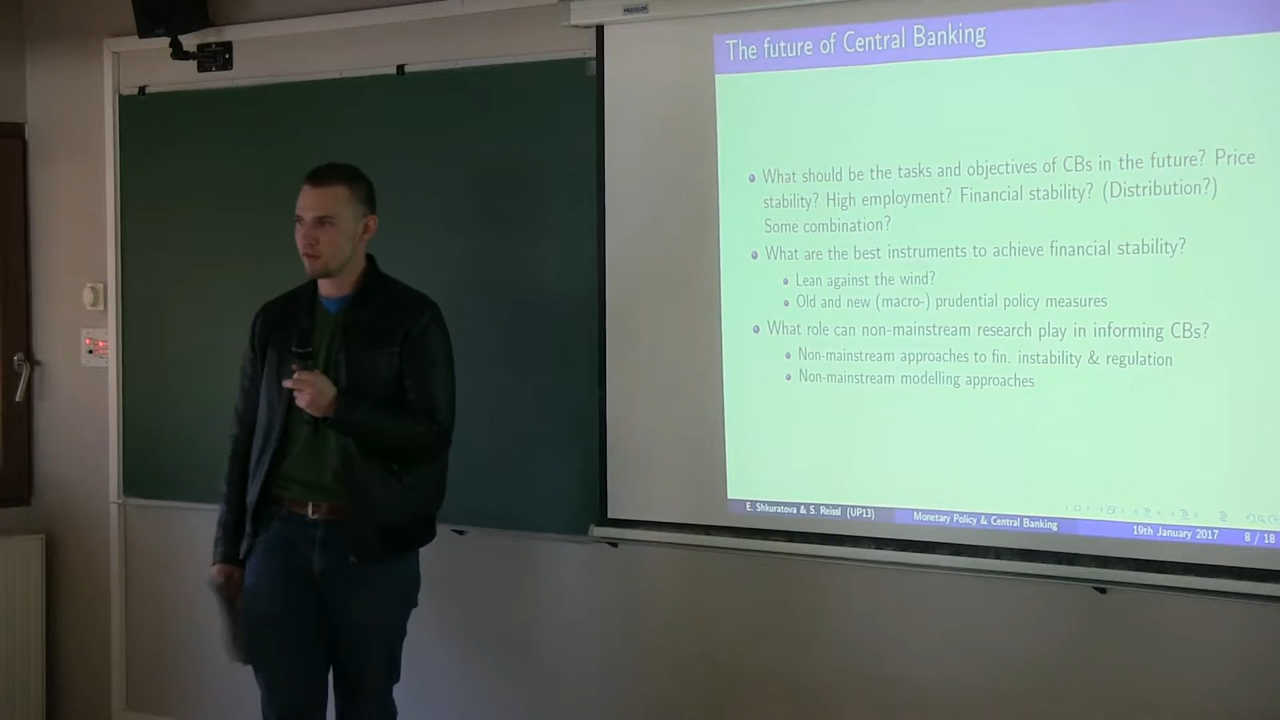 PROCOLOR
The future of Central Banking
What should be the tasks and objectives of CBs in the future? Price
stability? High employment? Financial stability? (Distribution?)
Some combination?
What are the best instruments to achieve financial stability?
Lean against the wind?
Old and new (macro-) prudential policy measures
What role can non-mainstream research play in informing CBs?
Non-mainstream approaches to fin. instability & regulation
Non-mainstream modelling approaches
E. Shkuratova & S. Reissl (UP13) Monetary Policy & Central Banking 19th January 2017 8 / 18